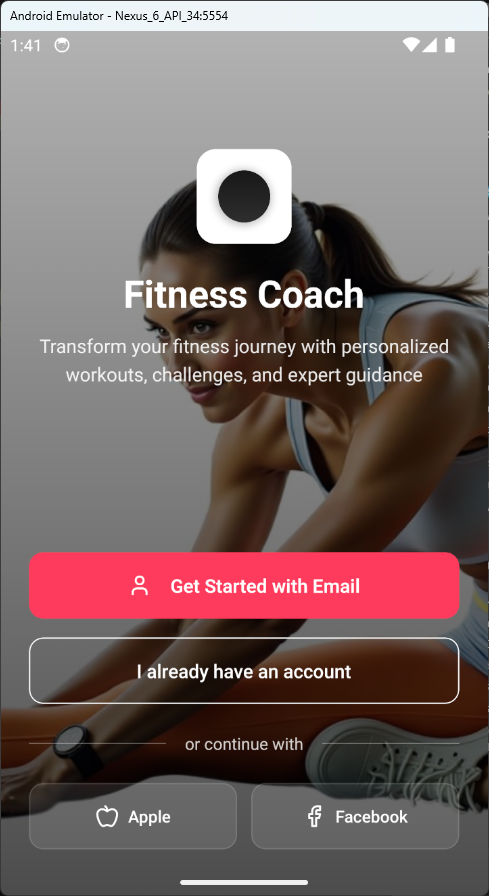 Android Emulator - Nexus_6_API_34:5554
1:41
Fitness Coach
Transform your fitness journey with personalized
workouts, challenges, and expert guidance
Get Started with Email
I already have an account
or continue with
Apple
Facebook